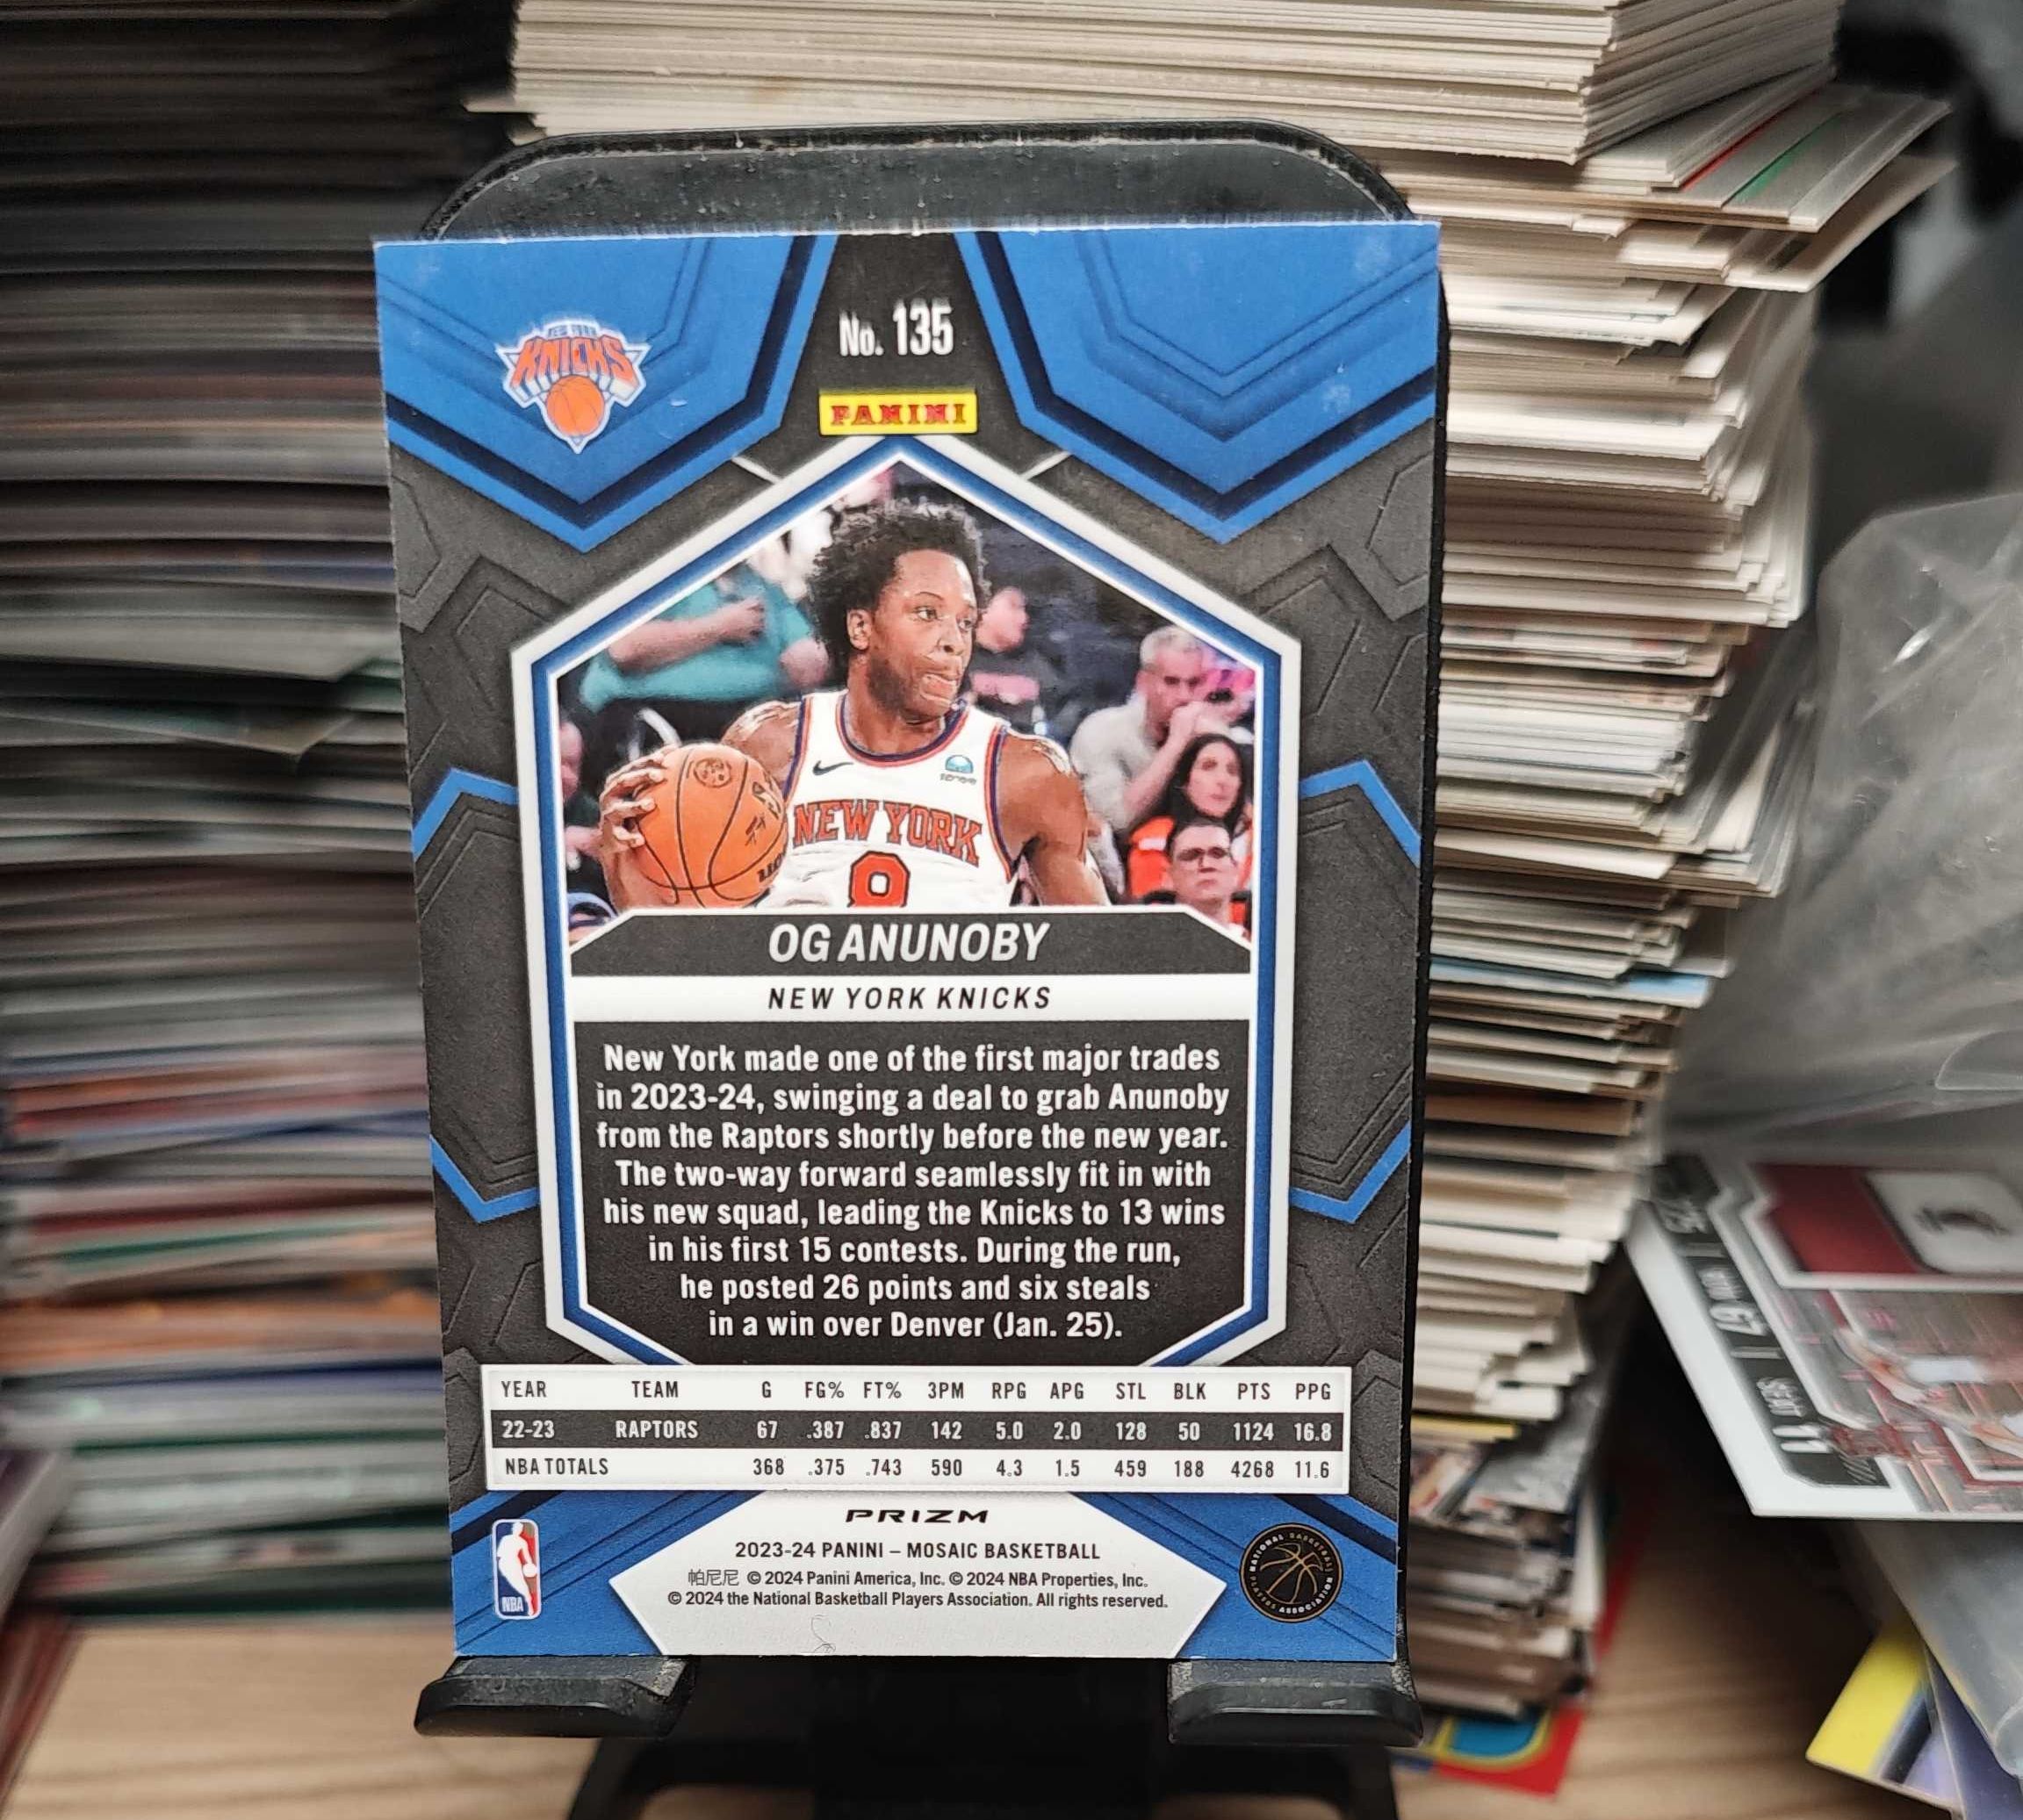 No. 135
NEW YORK
KNICKS
PANINI
NEW YORK
8
OG ANUNOBY
NEW YORK KNICKS
New York made one of the first major trades
in 2023-24, swinging a deal to grab Anunoby
from the Raptors shortly before the new year.
The two-way forward seamlessly fit in with
his new squad, leading the Knicks to 13 wins
in his first 15 contests. During the run,
he posted 26 points and six steals
in a win over Denver (Jan. 25).
YEAR TEAM G FG% FT% 3PM RPG APG STL BLK PTS PPG
22-23 RAPTORS 67 .387 .837 142 5.0 2.0 128 50 1124 16.8
NBA TOTALS 368 .375 .743 590 4.3 1.5 459 188 4268 11.6
PRIZM
2023-24 PANINI – MOSAIC BASKETBALL
帕尼尼 © 2024 Panini America, Inc. © 2024 NBA Properties, Inc.
© 2024 the National Basketball Players Association. All rights reserved.
NBA
NATIONAL BASKETBALL
PLAYERS ASSOCIATION